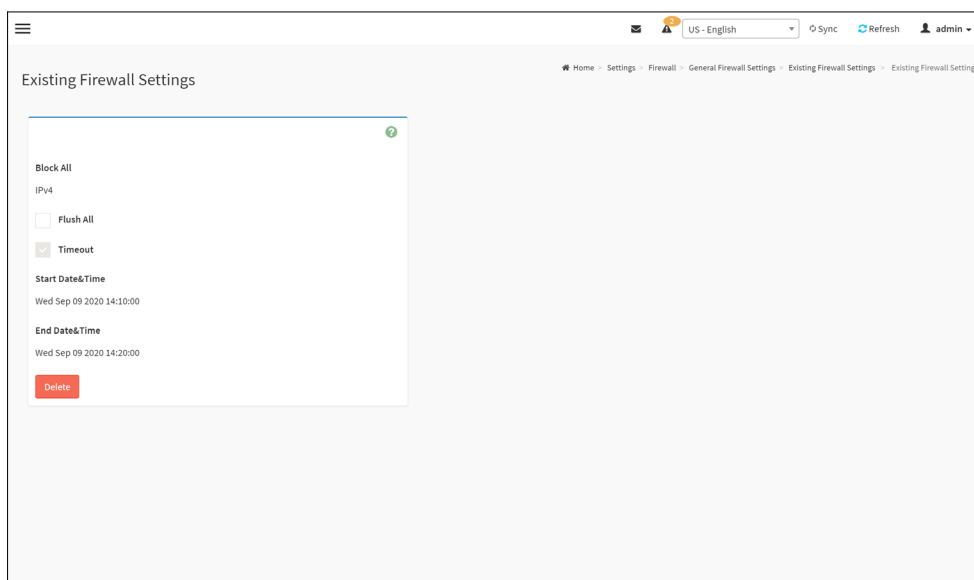 2
US - English
Sync
Refresh
admin
Existing Firewall Settings
Home > Settings > Firewall > General Firewall Settings > Existing Firewall Settings > Existing Firewall Setting
?
Block All
IPv4
Flush All
Timeout
Start Date&Time
Wed Sep 09 2020 14:10:00
End Date&Time
Wed Sep 09 2020 14:20:00
Delete